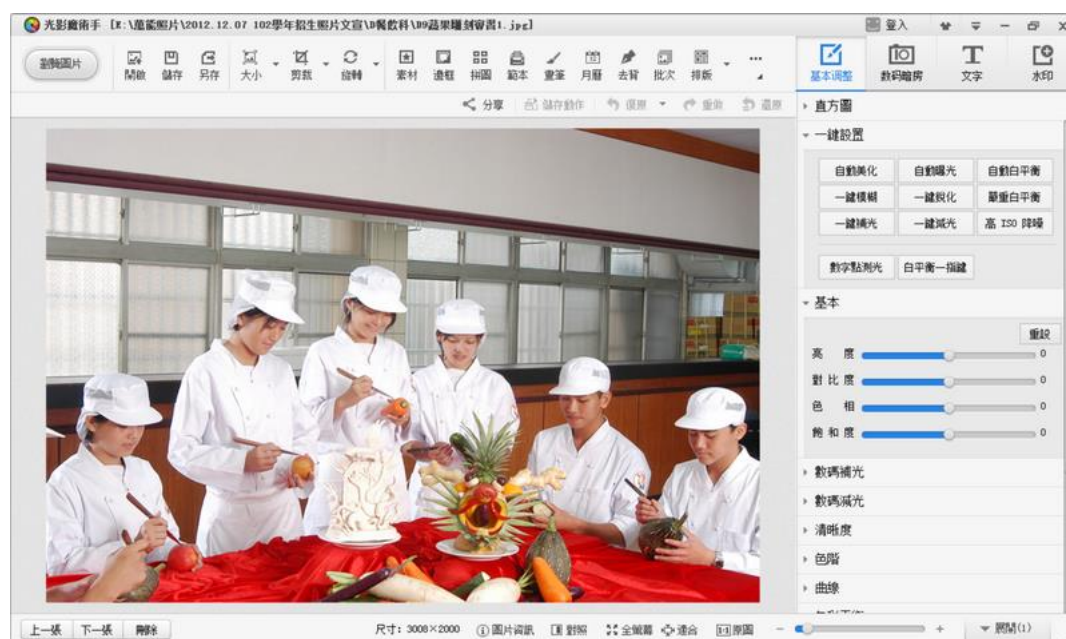 光影魔術手 [E:\萬能照片\2012.12.07 102學年招生照片文宣\D餐飲科\D9蔬果雕刻實習1.jpg]
登入
瀏覽圖片
開啟 儲存 另存 大小 剪裁 旋轉 素材 邊框 拼圖 範本 畫筆 月曆 去背 批次 排版
基本调整 数码暗房 文字 水印
分享 儲存動作 復原 重做 還原
直方圖
一鍵設置
自動美化 自動曝光 自動白平衡
一鍵模糊 一鍵銳化 嚴重白平衡
一鍵補光 一鍵減光 高 ISO 降噪
數字點測光 白平衡一指鍵
基本
重設
亮 度 0
對比度 0
色 相 0
飽和度 0
數碼補光
數碼減光
清晰度
色階
曲線
上一張 下一張 刪除 尺寸: 3008×2000 圖片資訊 對照 全螢幕 適合 1:1 原圖 展開(1)